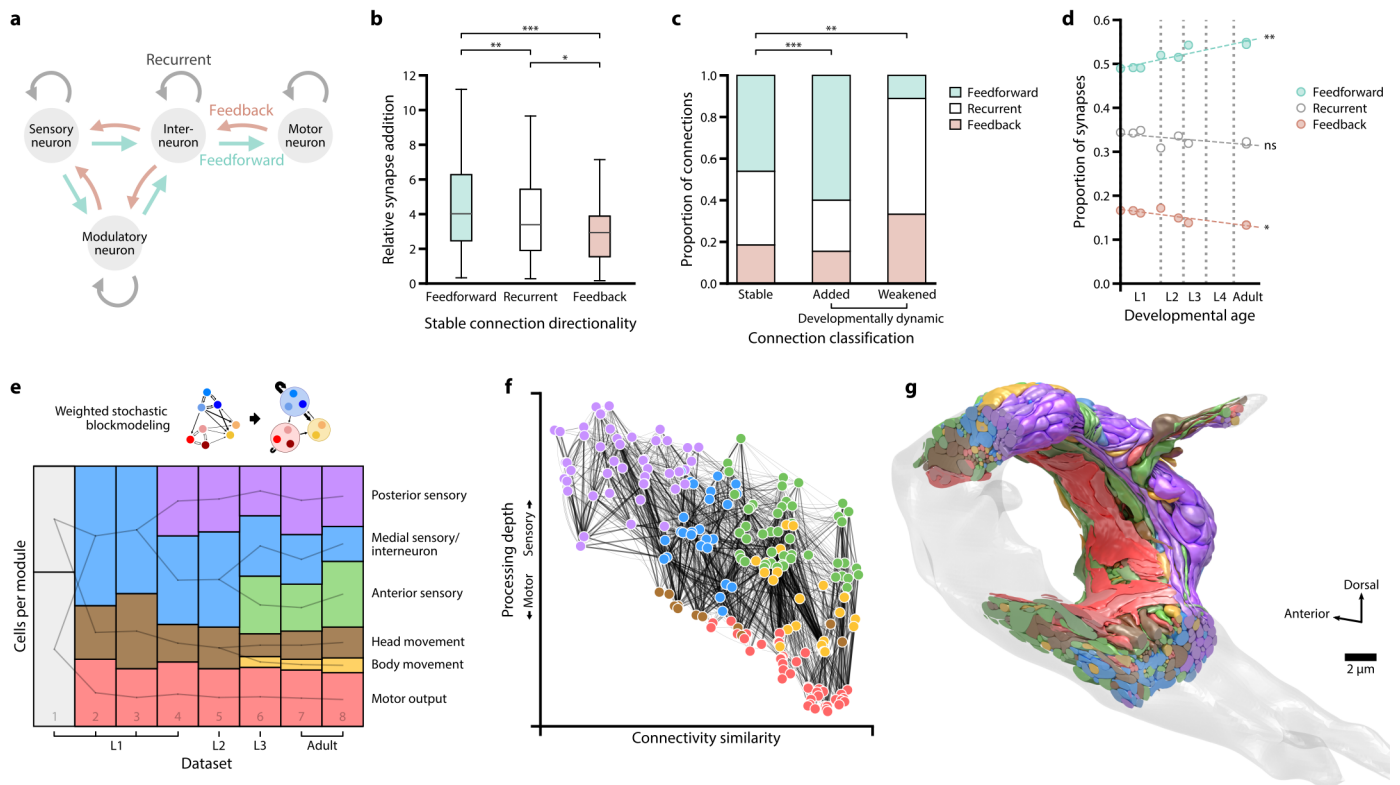 a
Recurrent
Feedback
Sensory
neuron
Inter-
neuron
Motor
neuron
Feedforward
Modulatory
neuron
b
***
**
*
12
10
8
6
4
2
0
Relative synapse addition
Feedforward
Recurrent
Feedback
Stable connection directionality
c
**
***
1.0
0.8
0.6
0.4
0.2
0.0
Proportion of connections
Feedforward
Recurrent
Feedback
Stable
Added
Weakened
Developmentally dynamic
Connection classification
d
0.6
0.5
0.4
0.3
0.2
0.1
0.0
Proportion of synapses
**
ns
*
Feedforward
Recurrent
Feedback
L1
L2
L3
L4
Adult
Developmental age
e
Weighted stochastic
blockmodeling
Cells per module
Posterior sensory
Medial sensory/
interneuron
Anterior sensory
Head movement
Body movement
Motor output
1
2
3
4
5
6
7
8
L1
L2
L3
Adult
Dataset
f
Processing depth
Motor
Sensory
Connectivity similarity
g
Dorsal
Anterior
2 μm